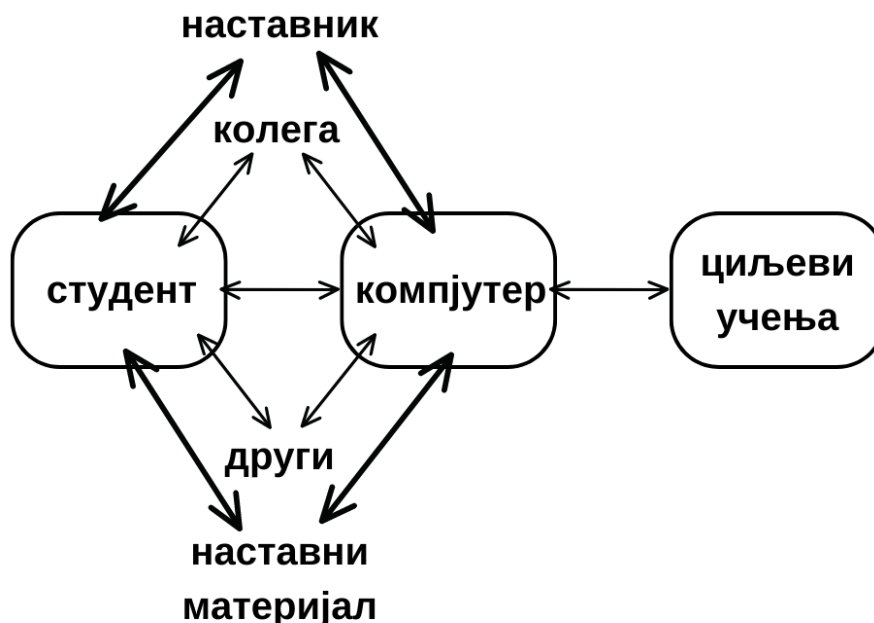 наставник
колега
студент
компјутер
циљеви
учења
други
наставни
материјал